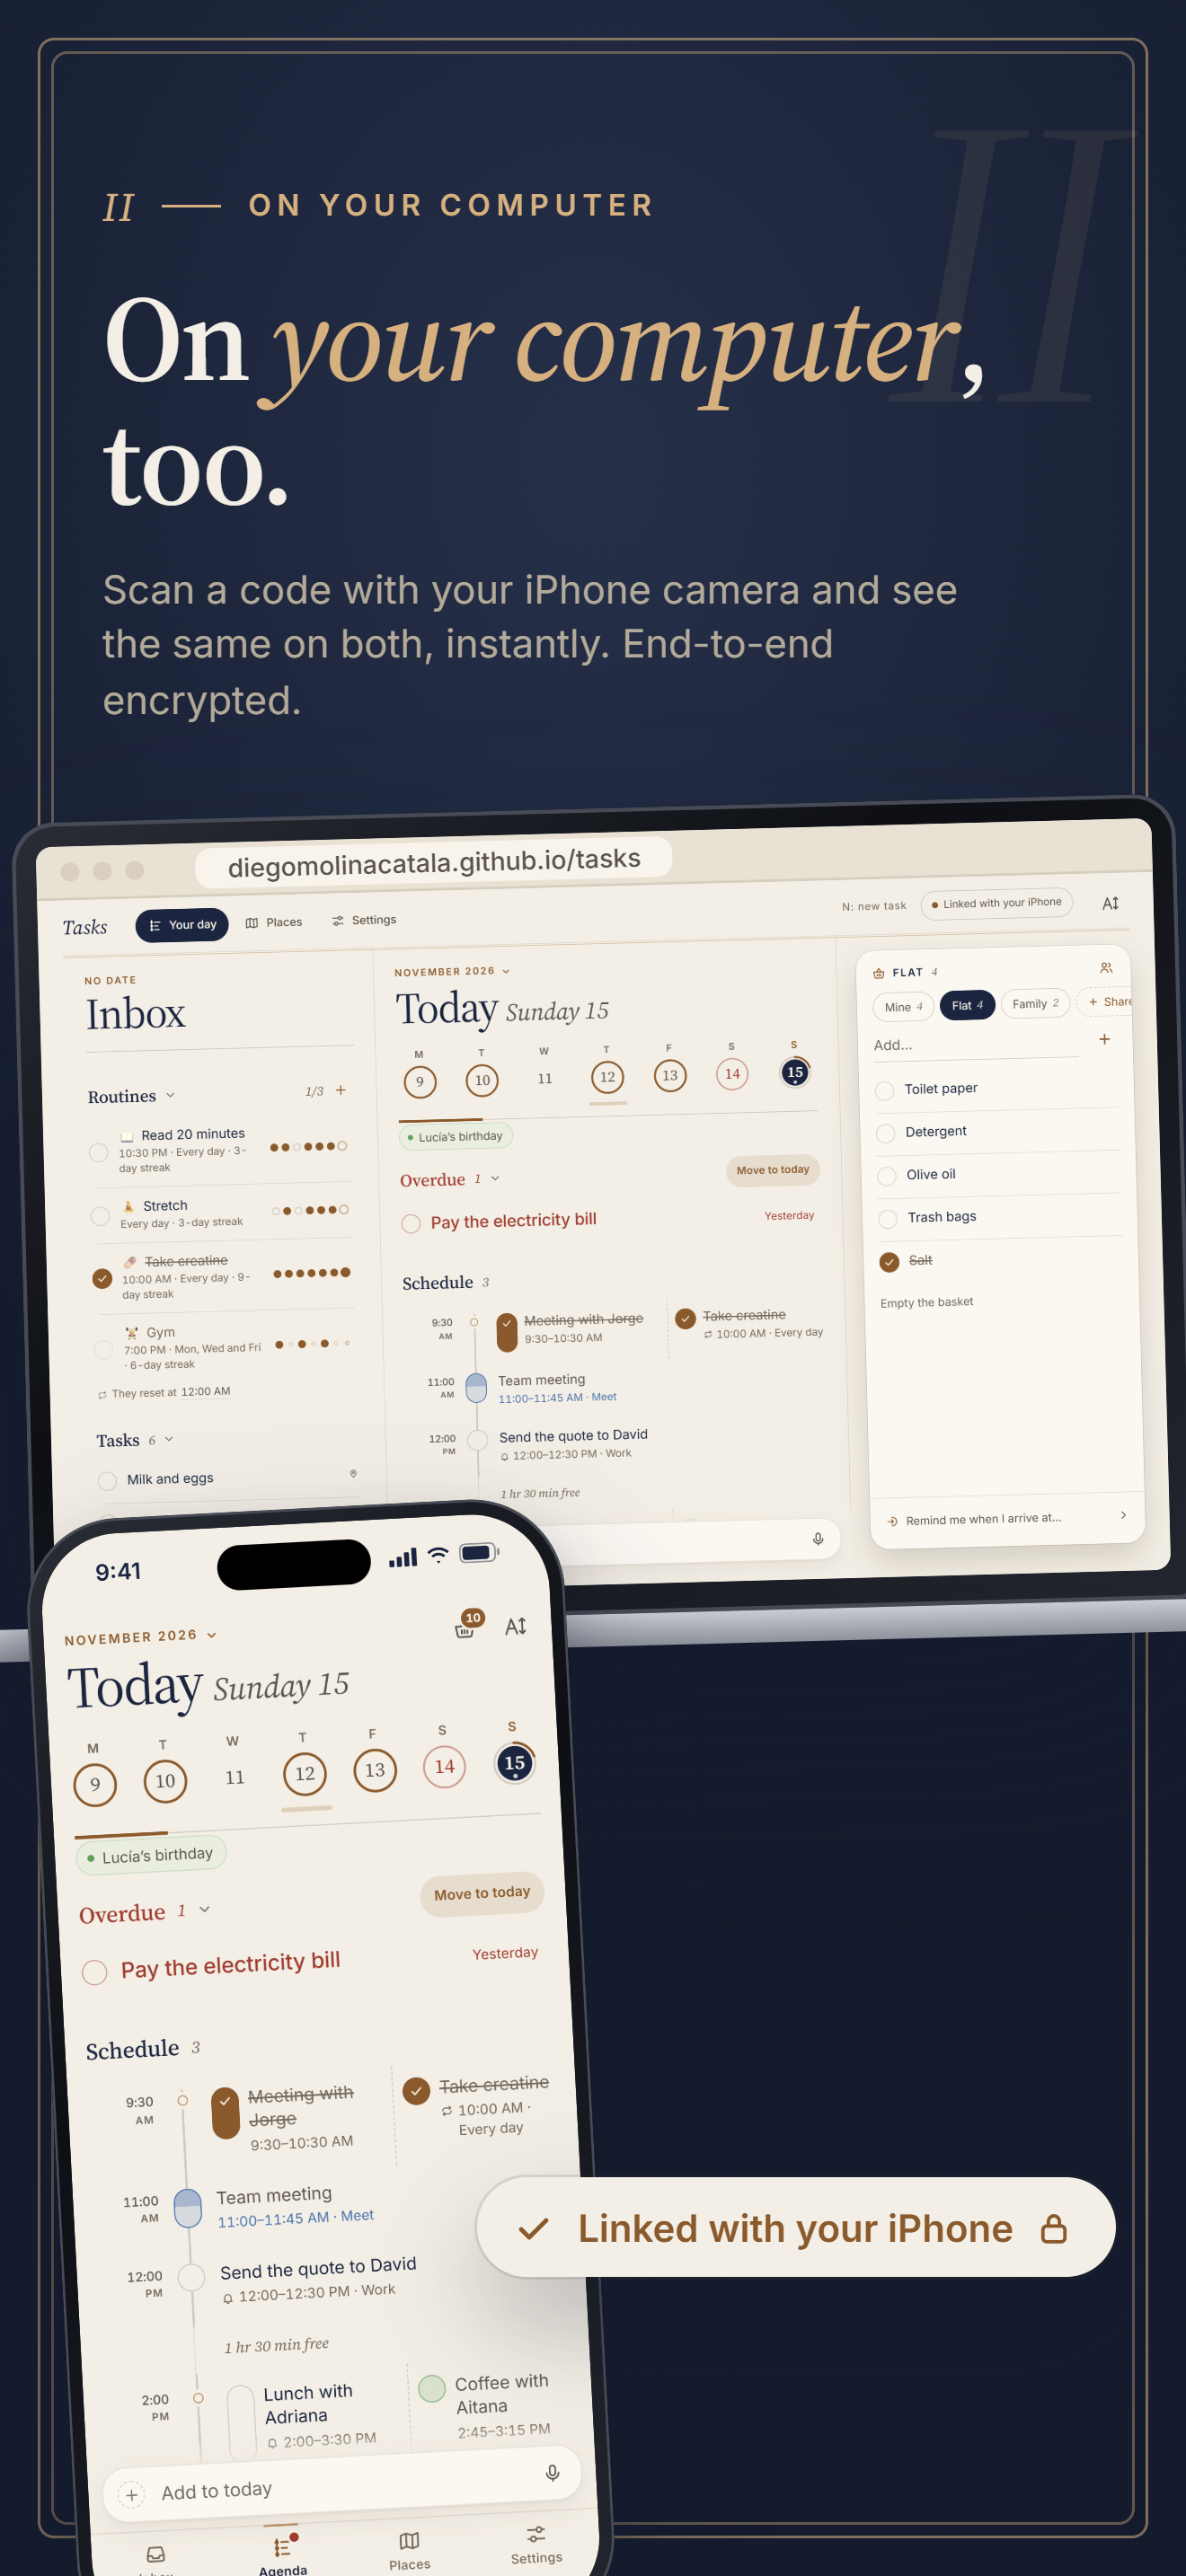 II — ON YOUR COMPUTER
II
On your computer,
too.
Scan a code with your iPhone camera and see
the same on both, instantly. End-to-end
encrypted.
diegomolinacatala.github.io/tasks
Tasks
Your day
Places
Settings
N: new task
Linked with your iPhone
NO DATE
Inbox
Routines
1/3
Read 20 minutes
10:30 PM · Every day · 3-
day streak
Stretch
Every day · 3-day streak
Take creatine
10:00 AM · Every day · 9-
day streak
Gym
7:00 PM · Mon, Wed and Fri
· 6-day streak
They reset at 12:00 AM
Tasks 6
Milk and eggs
NOVEMBER 2026
Today Sunday 15
M T W T F S S
9 10 11 12 13 14 15
Lucía's birthday
Overdue 1
Move to today
Pay the electricity bill
Yesterday
Schedule 3
9:30
AM
Meeting with Jorge
9:30–10:30 AM
Take creatine
10:00 AM · Every day
11:00
AM
Team meeting
11:00–11:45 AM · Meet
12:00
PM
Send the quote to David
12:00–12:30 PM · Work
1 hr 30 min free
FLAT 4
Mine 4
Flat 4
Family 2
+ Share
Add...
Toilet paper
Detergent
Olive oil
Trash bags
Salt
Empty the basket
Remind me when I arrive at...
9:41
NOVEMBER 2026
10
Today Sunday 15
M T W T F S S
9 10 11 12 13 14 15
Lucía's birthday
Overdue 1
Move to today
Pay the electricity bill
Yesterday
Schedule 3
9:30
AM
Meeting with
Jorge
9:30–10:30 AM
Take creatine
10:00 AM ·
Every day
11:00
AM
Team meeting
11:00–11:45 AM · Meet
12:00
PM
Send the quote to David
12:00–12:30 PM · Work
Linked with your iPhone
1 hr 30 min free
2:00
PM
Lunch with
Adriana
2:00–3:30 PM
Coffee with
Aitana
2:45–3:15 PM
Add to today
Agenda
Places
Settings